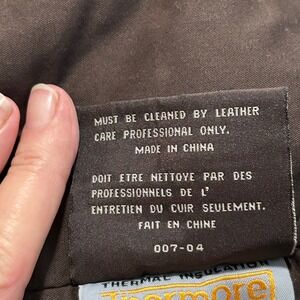 MUST BE CLEANED BY LEATHER
CARE PROFESSIONAL ONLY.
MADE IN CHINA
DOIT ETRE NETTOYE PAR DES
PROFESSIONNELS DE L'
ENTRETIEN DU CUIR SEULEMENT.
FAIT EN CHINE
007-04
THERMAL INSULATION
Thermore